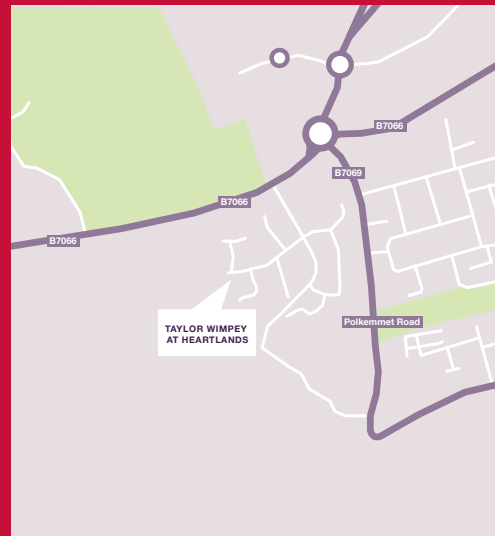 B7066
B7069
B7066
B7066
Polkemmet Road
TAYLOR WIMPEY
AT HEARTLANDS